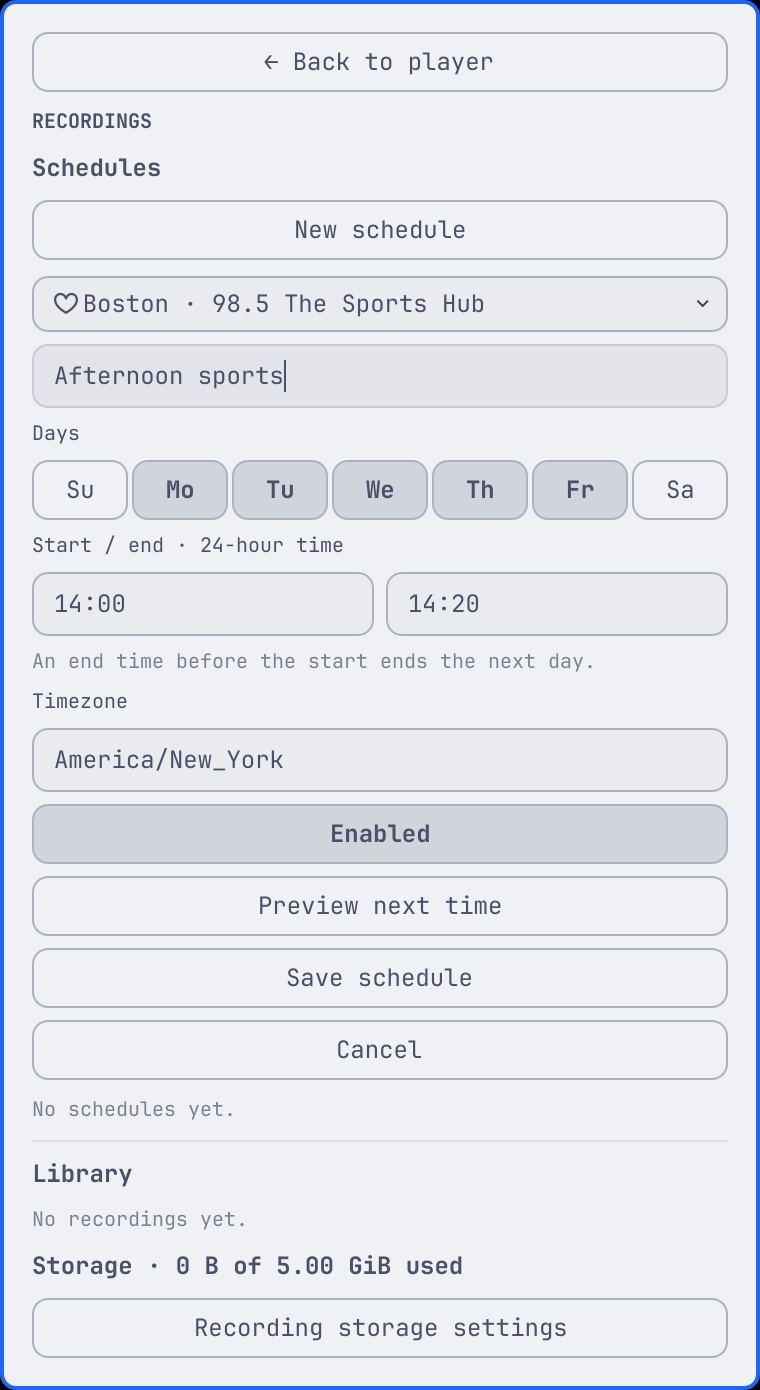 ← Back to player
RECORDINGS
Schedules
New schedule
♡ Boston · 98.5 The Sports Hub
Afternoon sports
Days
Su Mo Tu We Th Fr Sa
Start / end · 24-hour time
14:00 14:20
An end time before the start ends the next day.
Timezone
America/New_York
Enabled
Preview next time
Save schedule
Cancel
No schedules yet.
Library
No recordings yet.
Storage · 0 B of 5.00 GiB used
Recording storage settings